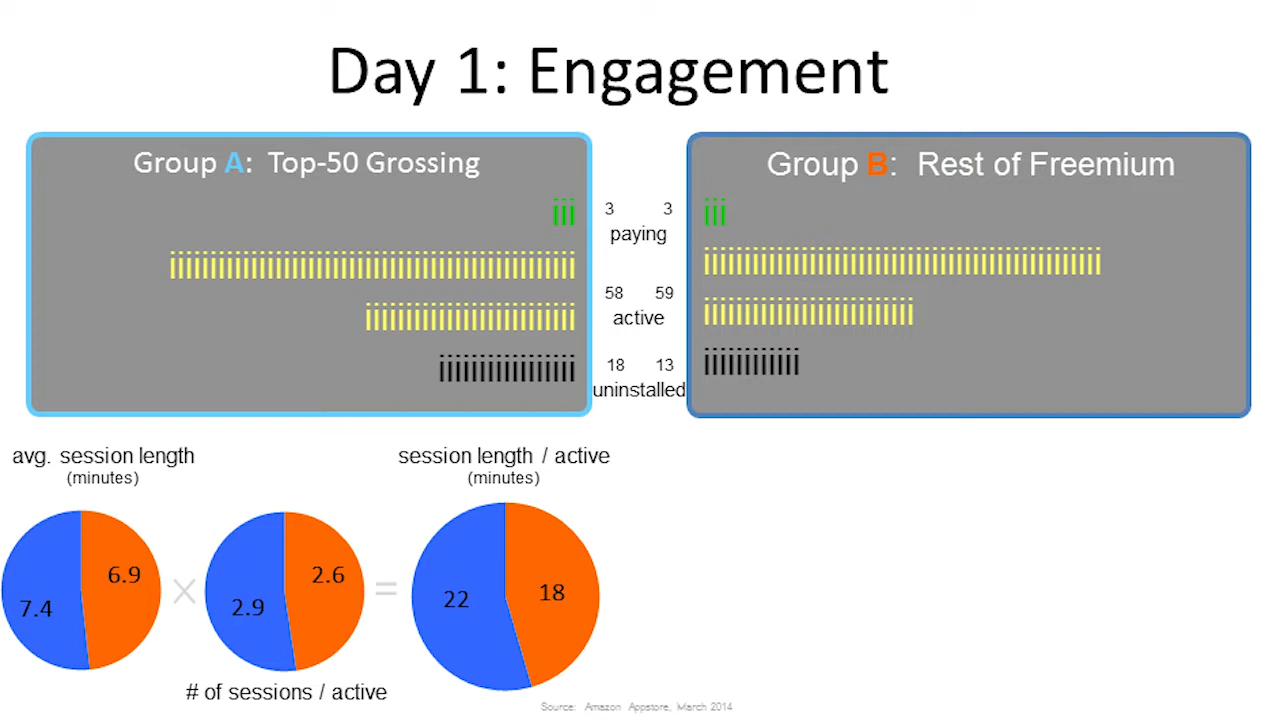 Day 1: Engagement
Group A: Top-50 Grossing
Group B: Rest of Freemium
3 3
paying
58 59
active
18 13
uninstalled
avg. session length
(minutes)
session length / active
(minutes)
7.4
6.9
×
2.9
2.6
=
22
18
# of sessions / active
Source: Amazon Appstore, March 2014